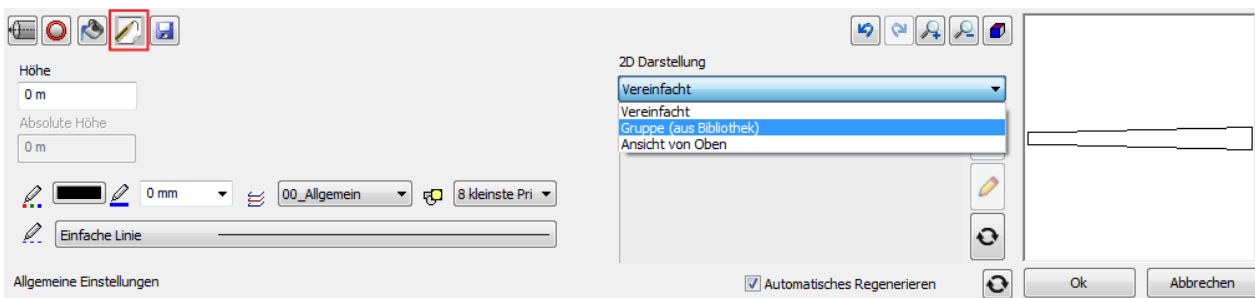 Höhe
0 m
Absolute Höhe
0 m
0 mm
00_Allgemein
8 kleinste Pri
Einfache Linie
Allgemeine Einstellungen
2D Darstellung
Vereinfacht
Vereinfacht
Gruppe (aus Bibliothek)
Ansicht von Oben
Automatisches Regenerieren
Ok
Abbrechen